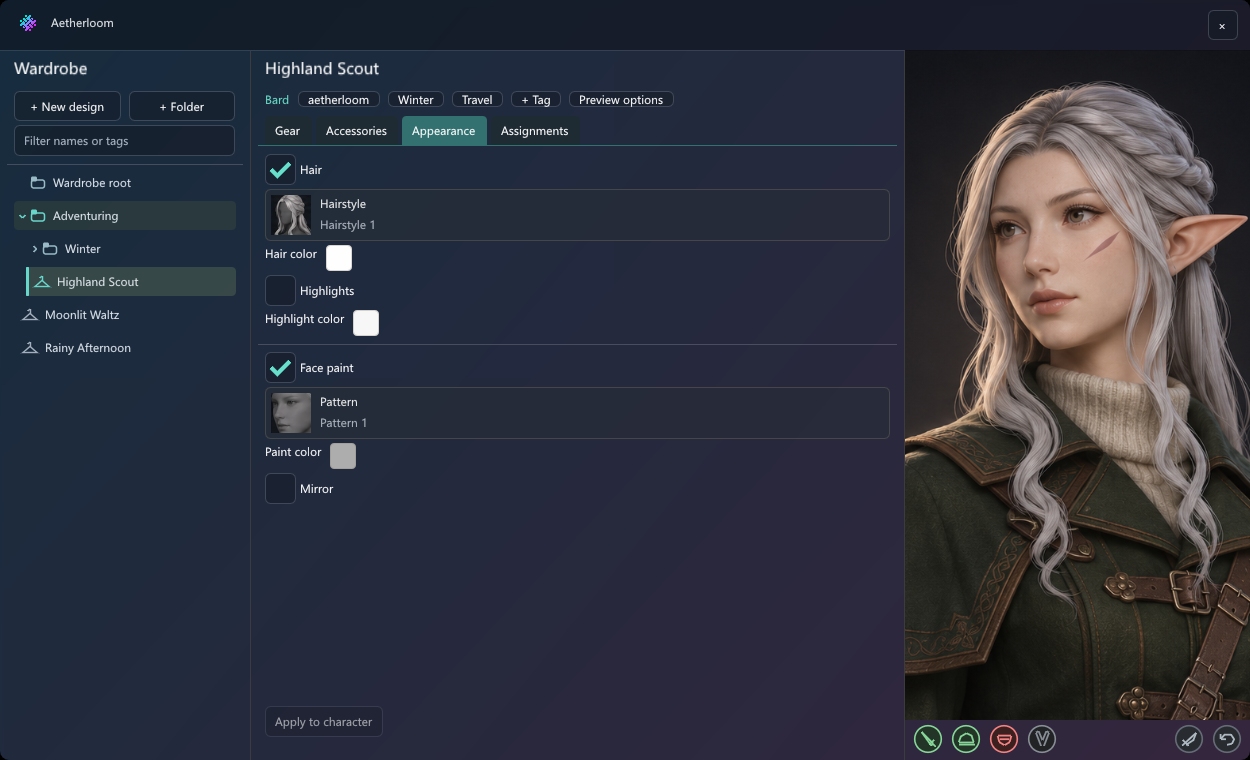 Aetherloom
×
Wardrobe
+ New design
+ Folder
Filter names or tags
Wardrobe root
Adventuring
Winter
Highland Scout
Moonlit Waltz
Rainy Afternoon
Highland Scout
Bard aetherloom Winter Travel + Tag Preview options
Gear Accessories Appearance Assignments
Hair
Hairstyle
Hairstyle 1
Hair color
Highlights
Highlight color
Face paint
Pattern
Pattern 1
Paint color
Mirror
Apply to character